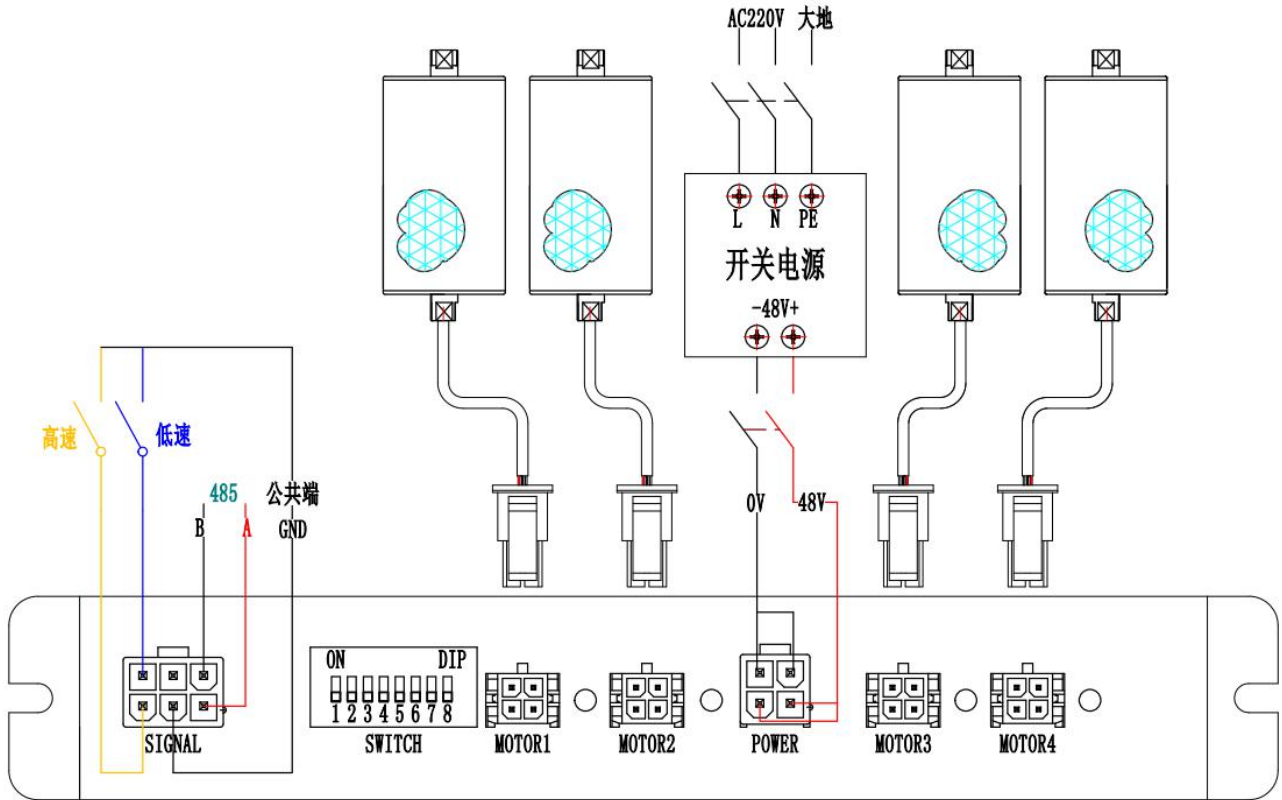 AC220V 大地
L N PE
开关电源
-48V+
高速 低速
485 公共端
B A GND
0V 48V
ON DIP
1 2 3 4 5 6 7 8
SIGNAL SWITCH MOTOR1 MOTOR2 POWER MOTOR3 MOTOR4